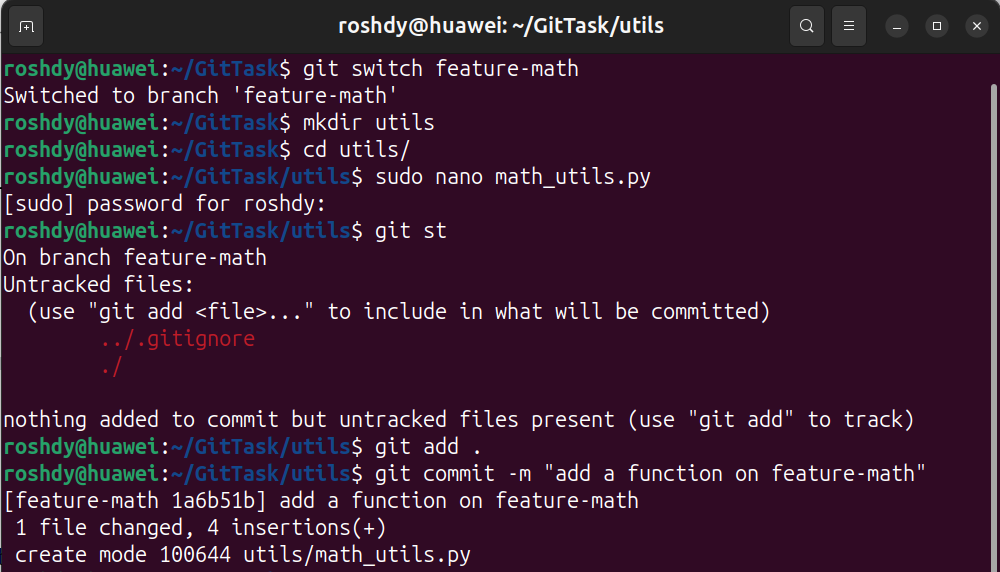 roshdy@huawei: ~/GitTask/utils
roshdy@huawei:~/GitTask$ git switch feature-math
Switched to branch 'feature-math'
roshdy@huawei:~/GitTask$ mkdir utils
roshdy@huawei:~/GitTask$ cd utils/
roshdy@huawei:~/GitTask/utils$ sudo nano math_utils.py
[sudo] password for roshdy:
roshdy@huawei:~/GitTask/utils$ git st
On branch feature-math
Untracked files:
  (use "git add <file>..." to include in what will be committed)
        ../.gitignore
        ./

nothing added to commit but untracked files present (use "git add" to track)
roshdy@huawei:~/GitTask/utils$ git add .
roshdy@huawei:~/GitTask/utils$ git commit -m "add a function on feature-math"
[feature-math 1a6b51b] add a function on feature-math
 1 file changed, 4 insertions(+)
 create mode 100644 utils/math_utils.py